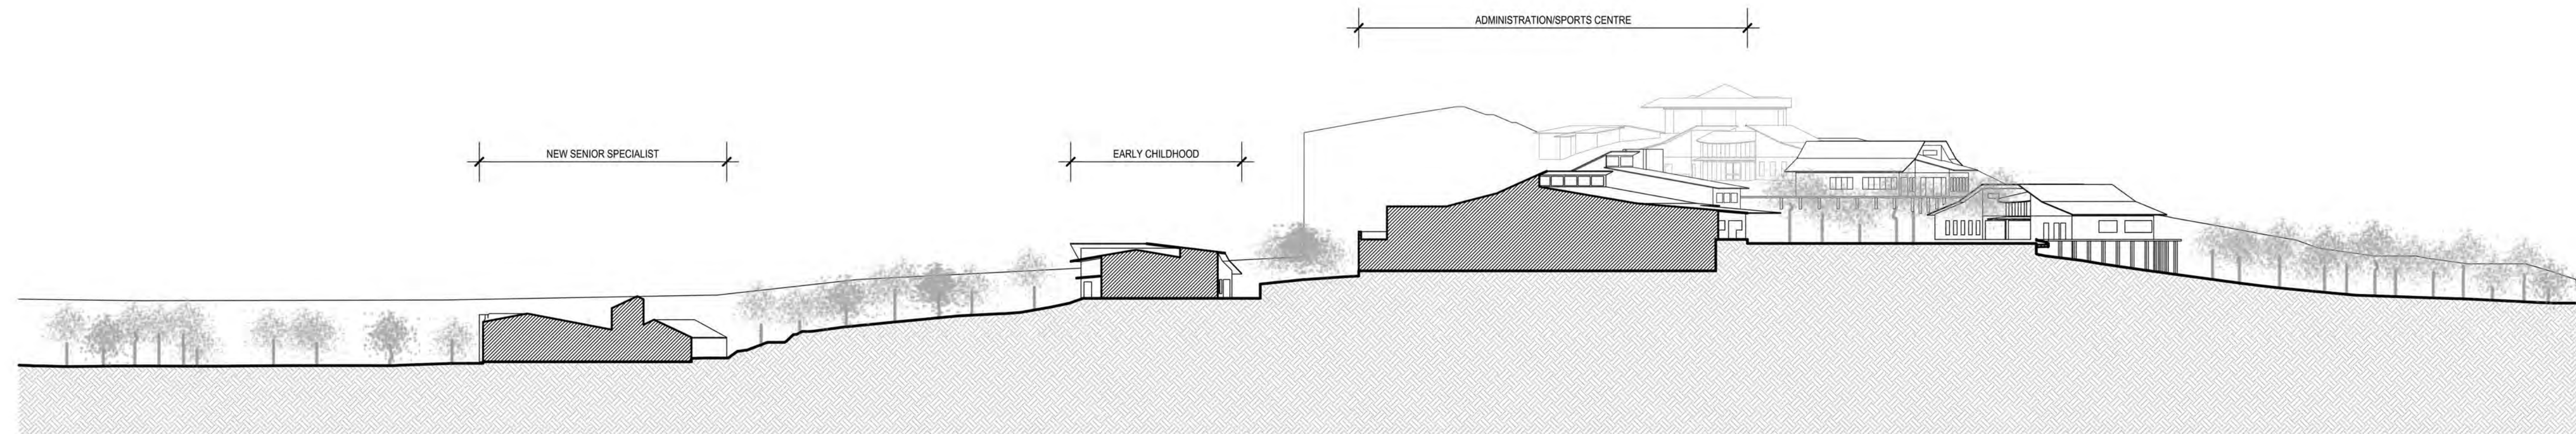 ADMINISTRATION/SPORTS CENTRE
NEW SENIOR SPECIALIST
EARLY CHILDHOOD